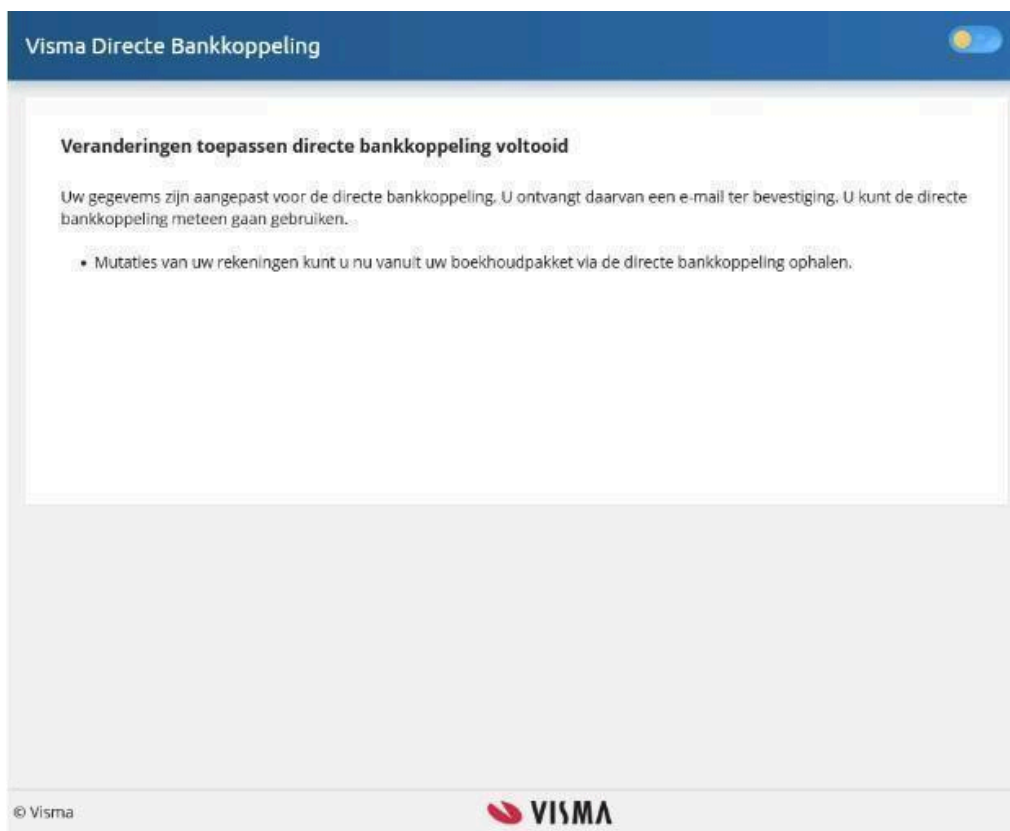 Visma Directe Bankkoppeling
Veranderingen toepassen directe bankkoppeling voltooid
Uw gegevems zijn aangepast voor de directe bankkoppeling. U ontvangt daarvan een e-mail ter bevestiging. U kunt de directe
bankkoppeling meteen gaan gebruiken.
• Mutaties van uw rekeningen kunt u nu vanuit uw boekhoudpakket via de directe bankkoppeling ophalen.
© Visma
VISMA